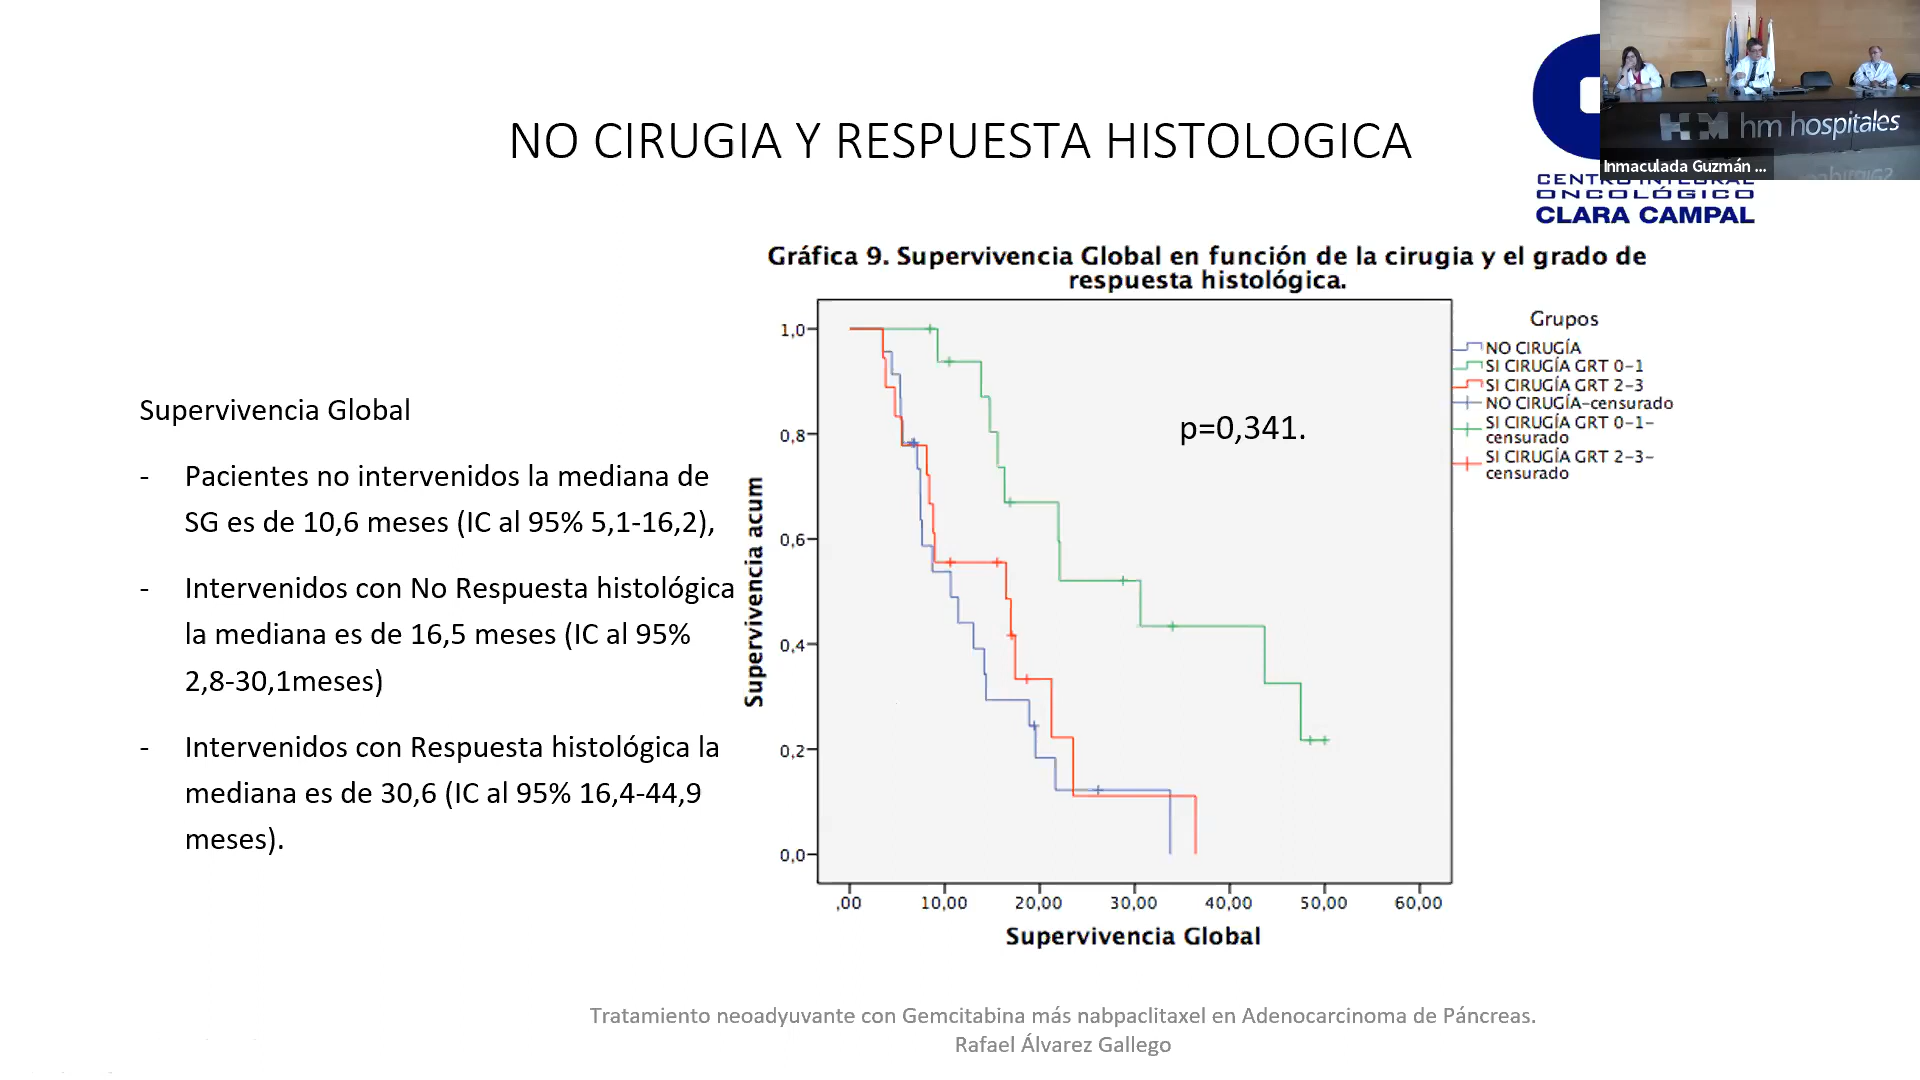 NO CIRUGIA Y RESPUESTA HISTOLOGICA
hm hospitales
Inmaculada Guzmán ...
CENTRO INTEGRAL
ONCOLÓGICO
CLARA CAMPAL
Supervivencia Global
- Pacientes no intervenidos la mediana de
SG es de 10,6 meses (IC al 95% 5,1-16,2),
- Intervenidos con No Respuesta histológica
la mediana es de 16,5 meses (IC al 95%
2,8-30,1meses)
- Intervenidos con Respuesta histológica la
mediana es de 30,6 (IC al 95% 16,4-44,9
meses).
Gráfica 9. Supervivencia Global en función de la cirugia y el grado de
respuesta histológica.
Supervivencia acum
1,0
0,8
0,6
0,4
0,2
0,0
p=0,341.
,00 10,00 20,00 30,00 40,00 50,00 60,00
Supervivencia Global
Grupos
NO CIRUGÍA
SI CIRUGÍA GRT 0-1
SI CIRUGÍA GRT 2-3
NO CIRUGÍA-censurado
SI CIRUGÍA GRT 0-1-
censurado
SI CIRUGÍA GRT 2-3-
censurado
Tratamiento neoadyuvante con Gemcitabina más nabpaclitaxel en Adenocarcinoma de Páncreas.
Rafael Álvarez Gallego